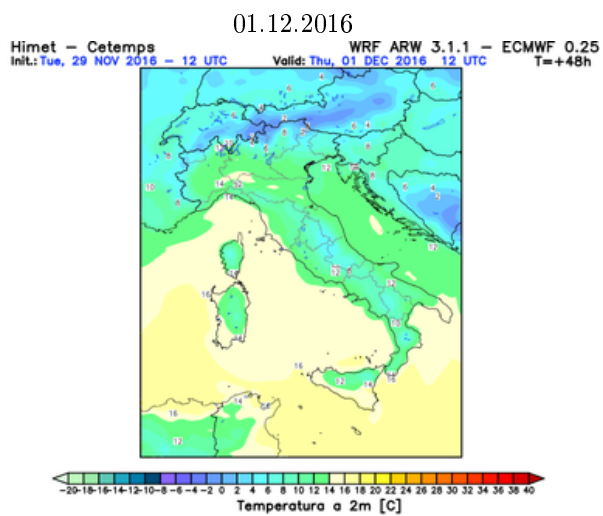 01.12.2016
Himet – Cetemps WRF ARW 3.1.1 – ECMWF 0.25
Init.: Tue, 29 NOV 2016 – 12 UTC Valid: Thu, 01 DEC 2016 12 UTC T=+48h
-20 -18 -16 -14 -12 -10 -8 -6 -4 -2 0 2 4 6 8 10 12 14 16 18 20 22 24 26 28 30 32 34 36 38 40
Temperatura a 2m [C]